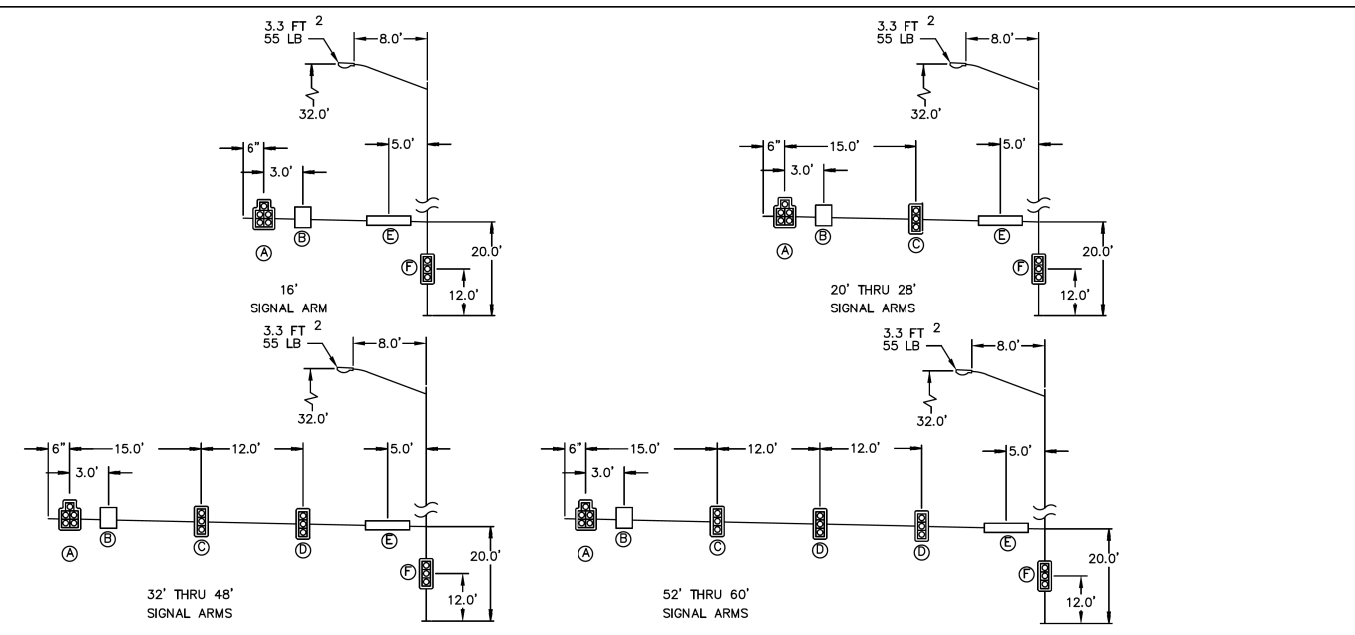 3.3 FT 2
55 LB
8.0'
32.0'
6"
5.0'
3.0'
A
B
E
20.0'
F
12.0'
16'
SIGNAL ARM
3.3 FT 2
55 LB
8.0'
32.0'
6"
15.0'
5.0'
3.0'
A
B
C
E
20.0'
F
12.0'
20' THRU 28'
SIGNAL ARMS
3.3 FT 2
55 LB
8.0'
32.0'
6"
15.0'
12.0'
5.0'
3.0'
A
B
C
D
E
20.0'
F
12.0'
32' THRU 48'
SIGNAL ARMS
3.3 FT 2
55 LB
8.0'
32.0'
6"
15.0'
12.0'
12.0'
5.0'
3.0'
A
B
C
D
D
E
20.0'
F
12.0'
52' THRU 60'
SIGNAL ARMS